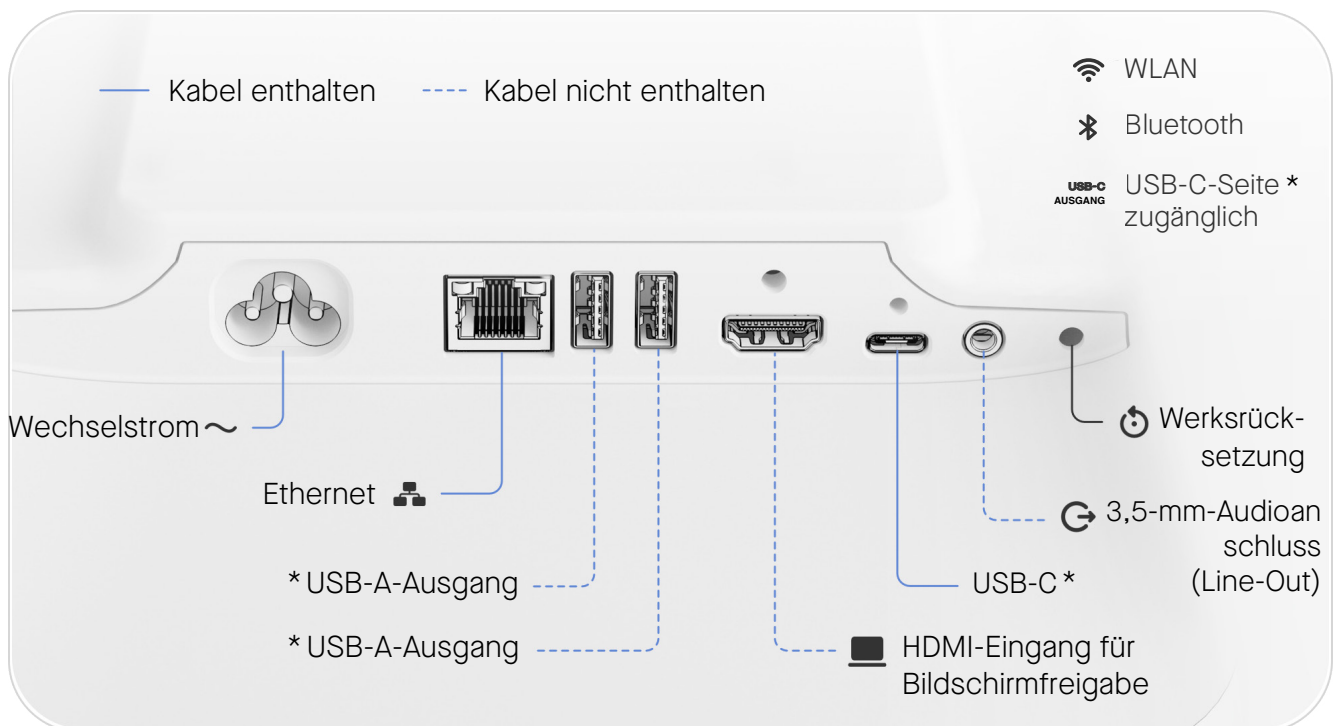 Kabel enthalten
Kabel nicht enthalten
WLAN
Bluetooth
USB-C
AUSGANG
USB-C-Seite *
zugänglich
Wechselstrom
Ethernet
* USB-A-Ausgang
* USB-A-Ausgang
HDMI-Eingang für
Bildschirmfreigabe
USB-C *
3,5-mm-Audioan
schluss
(Line-Out)
Werksrück-
setzung